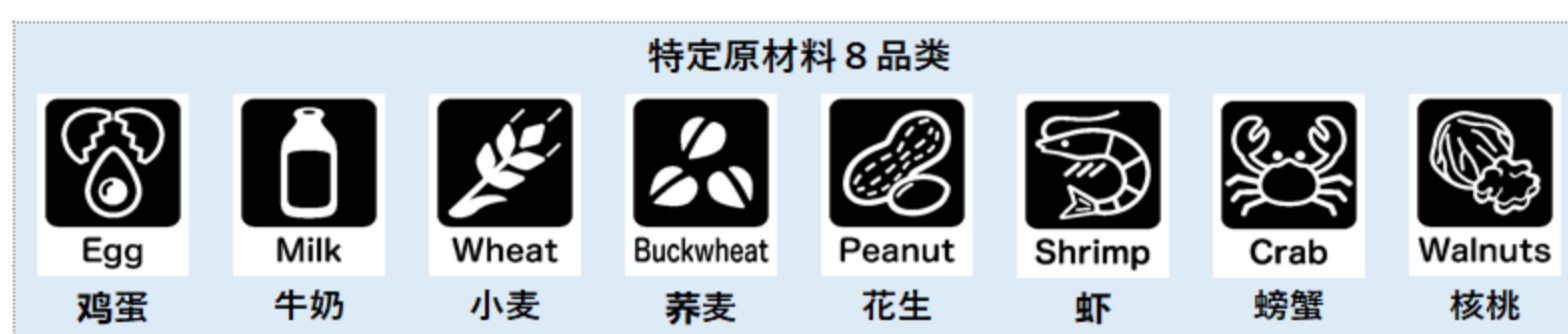 特定原材料８品类
Egg Milk Wheat Buckwheat Peanut Shrimp Crab Walnuts
鸡蛋 牛奶 小麦 荞麦 花生 虾 螃蟹 核桃